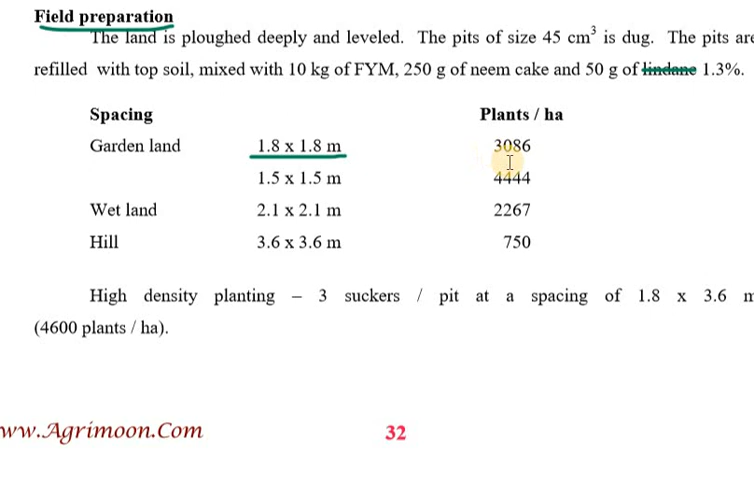 Field preparation
The land is ploughed deeply and leveled. The pits of size 45 cm³ is dug. The pits are
refilled with top soil, mixed with 10 kg of FYM, 250 g of neem cake and 50 g of lindane 1.3%.
Spacing Plants / ha
Garden land 1.8 x 1.8 m 3086
1.5 x 1.5 m 4444
Wet land 2.1 x 2.1 m 2267
Hill 3.6 x 3.6 m 750
High density planting – 3 suckers / pit at a spacing of 1.8 x 3.6 m
(4600 plants / ha).
ww.Agrimoon.Com 32